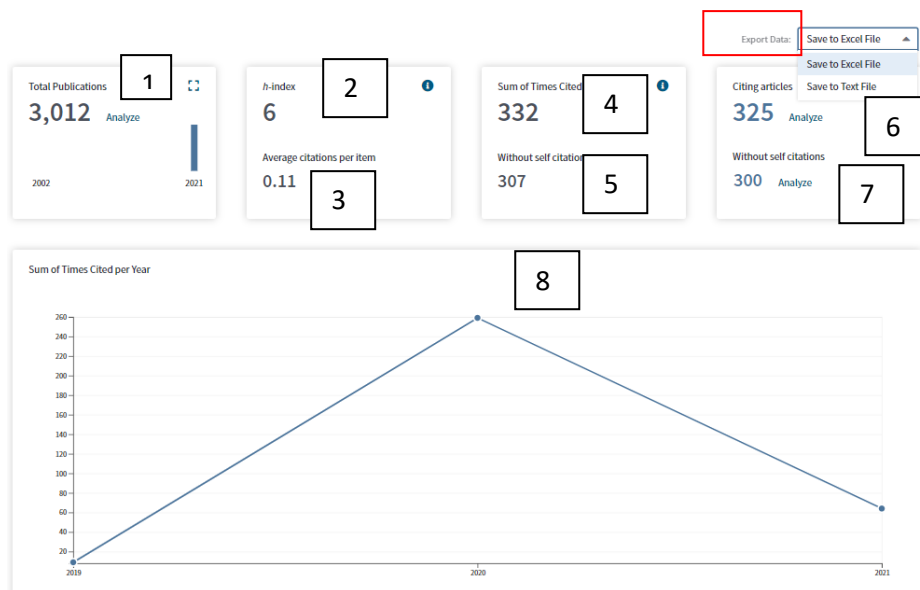 Export Data: Save to Excel File
Save to Excel File
Save to Text File
Total Publications
1
3,012 Analyze
2002 2021
h-index
2
6
Average citations per item
0.11
3
Sum of Times Cited
4
332
Without self citation
307
5
Citing articles
325 Analyze
6
Without self citations
300 Analyze
7
Sum of Times Cited per Year
8
260
240
220
200
180
160
140
120
100
80
60
40
20
2019 2020 2021